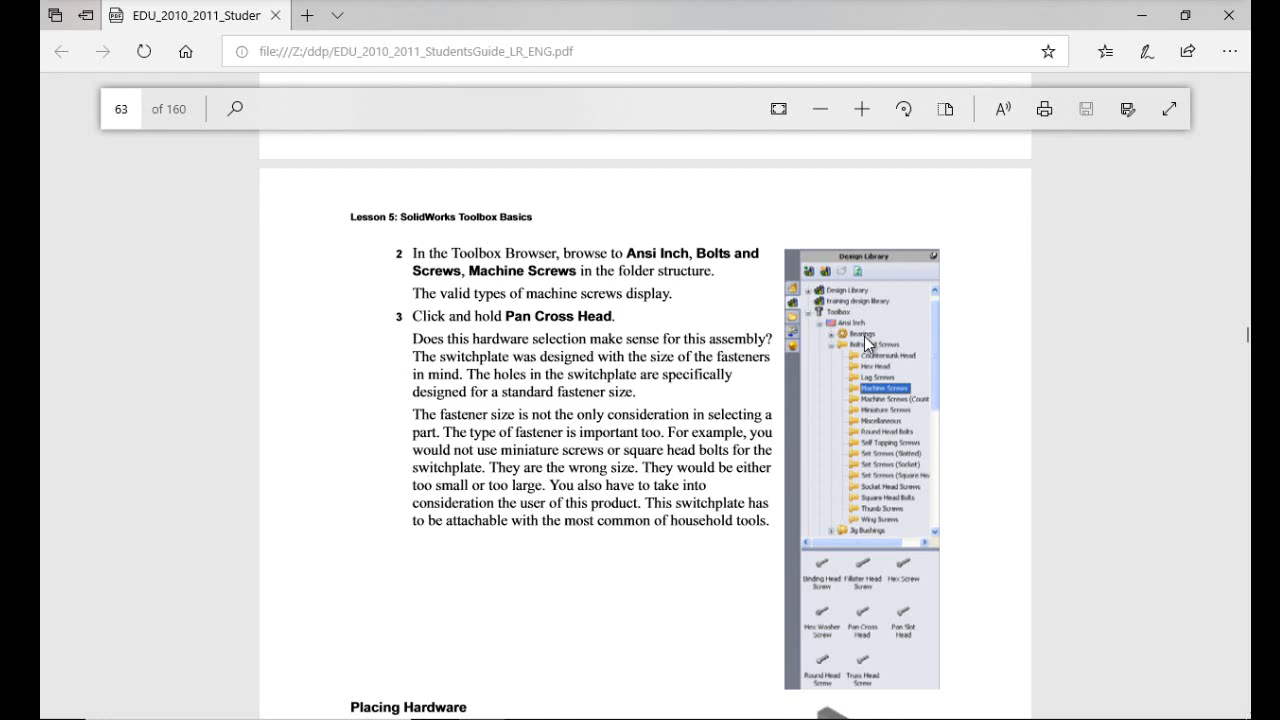 EDU_2010_2011_Studer
file:///Z:/ddp/EDU_2010_2011_StudentsGuide_LR_ENG.pdf
63 of 160
Lesson 5: SolidWorks Toolbox Basics
2 In the Toolbox Browser, browse to Ansi Inch, Bolts and
Screws, Machine Screws in the folder structure.
The valid types of machine screws display.
3 Click and hold Pan Cross Head.
Does this hardware selection make sense for this assembly?
The switchplate was designed with the size of the fasteners
in mind. The holes in the switchplate are specifically
designed for a standard fastener size.
The fastener size is not the only consideration in selecting a
part. The type of fastener is important too. For example, you
would not use miniature screws or square head bolts for the
switchplate. They are the wrong size. They would be either
too small or too large. You also have to take into
consideration the user of this product. This switchplate has
to be attachable with the most common of household tools.
Design Library
Design Library
training design library
Toolbox
Ansi Inch
Bearings
Screws
Countersunk Head
Hex Head
Lag Screws
Machine Screws
Machine Screws (Count
Miniature Screws
Miscellaneous
Round Head Bolts
Self Tapping Screws
Set Screws (Slotted)
Set Screws (Socket)
Set Screws (Square He
Socket Head Screws
Square Head Bolts
Thumb Screws
Wing Screws
Jig Bushings
Binding Head Screw
Fillister Head Screw
Hex Screw
Hex Washer Screw
Pan Cross Head
Pan Slot Head
Round Head Screw
Truss Head Screw
Placing Hardware